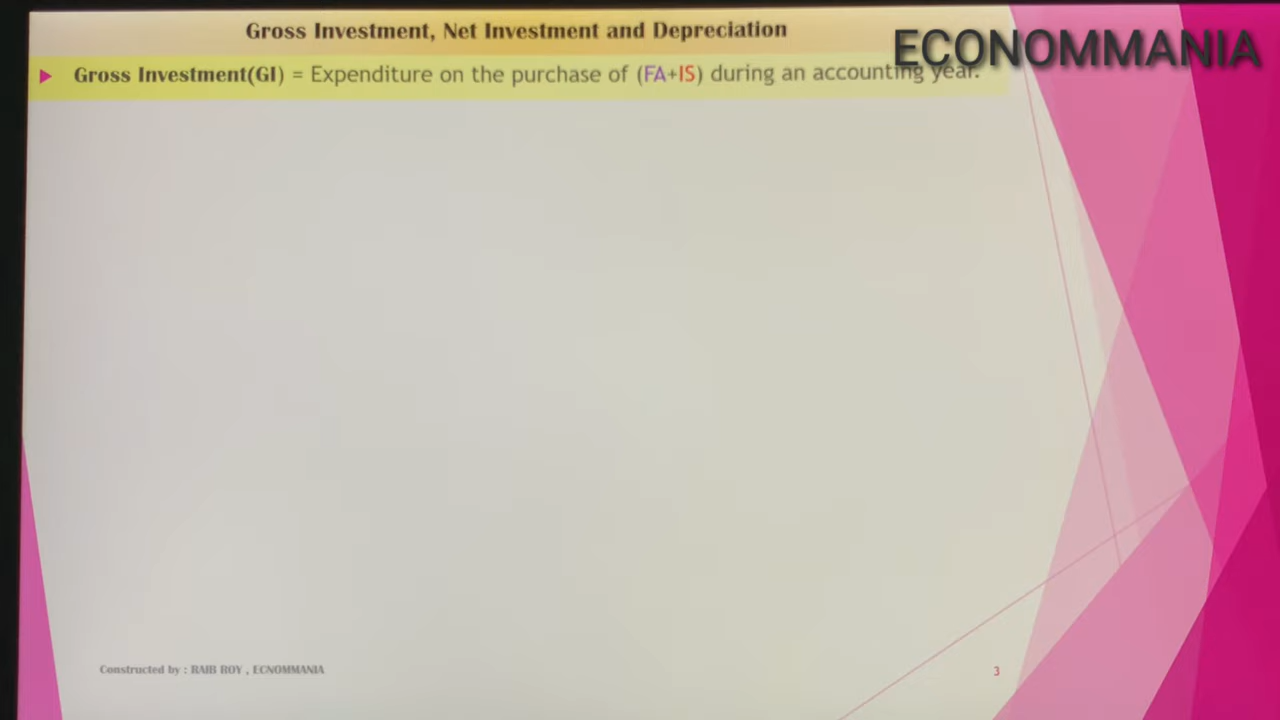 Gross Investment, Net Investment and Depreciation
ECONOMMANIA
Gross Investment(GI) = Expenditure on the purchase of (FA+IS) during an accounting year.
Constructed by : RAIB ROY , ECNOMMANIA
3